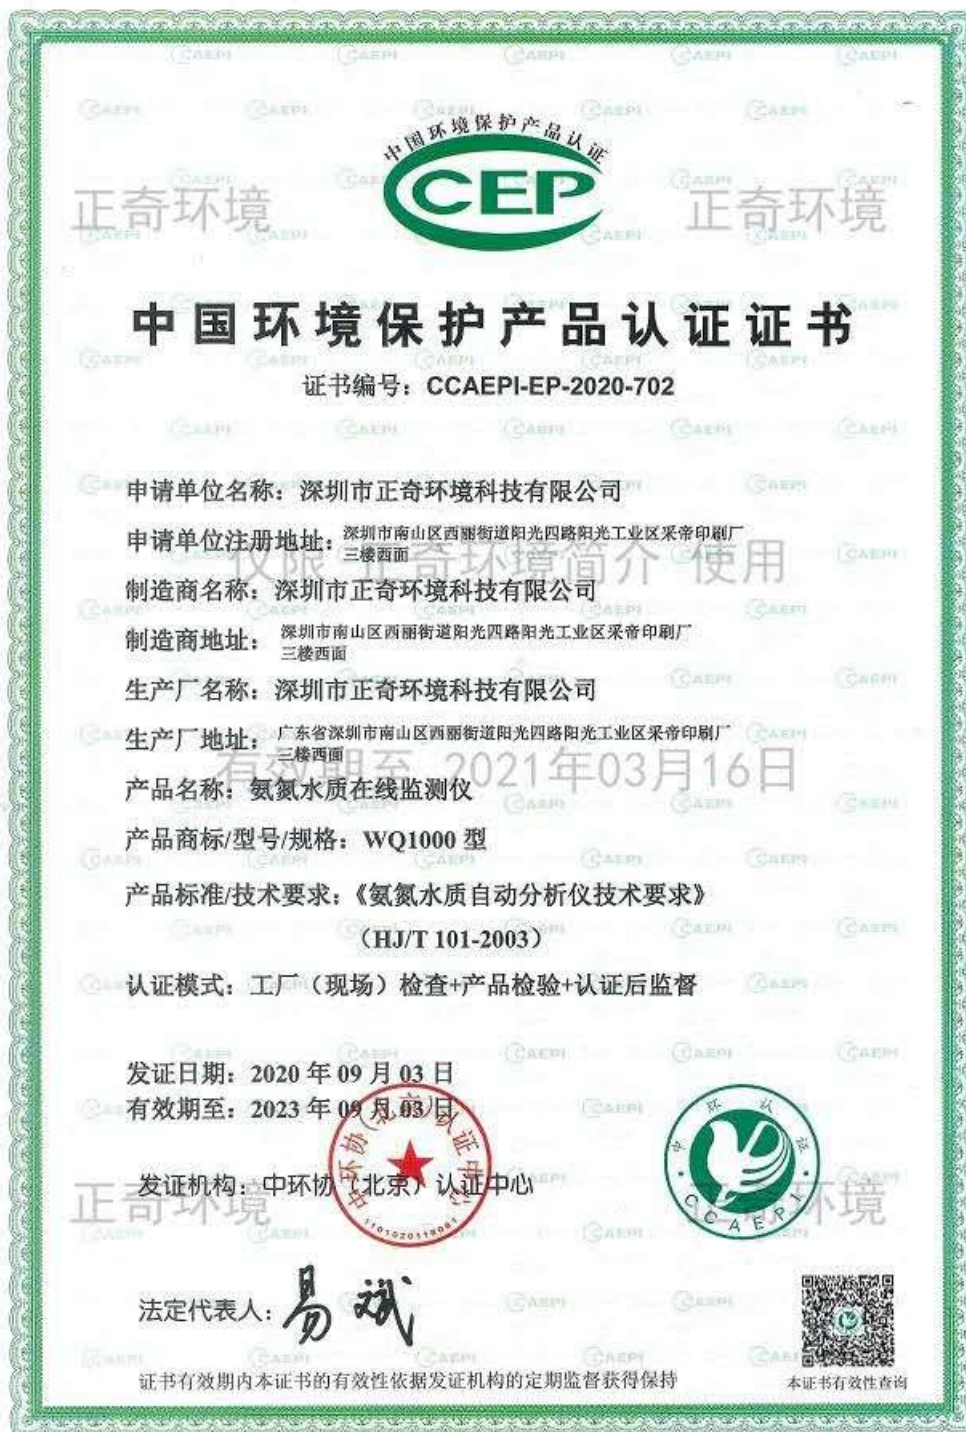 中国环境保护产品认证
CEP
正奇环境
正奇环境
中国环境保护产品认证证书
证书编号：CCAEPI-EP-2020-702
申请单位名称：深圳市正奇环境科技有限公司
申请单位注册地址：深圳市南山区西丽街道阳光四路阳光工业区采帝印刷厂
三楼西面
仅限 正奇环境简介 使用
制造商名称：深圳市正奇环境科技有限公司
制造商地址：深圳市南山区西丽街道阳光四路阳光工业区采帝印刷厂
三楼西面
生产厂名称：深圳市正奇环境科技有限公司
生产厂地址：广东省深圳市南山区西丽街道阳光四路阳光工业区采帝印刷厂
三楼西面
有效期至 2021年03月16日
产品名称：氨氮水质在线监测仪
产品商标/型号/规格：WQ1000 型
产品标准/技术要求：《氨氮水质自动分析仪技术要求》
（HJ/T 101-2003）
认证模式：工厂（现场）检查+产品检验+认证后监督
发证日期：2020 年 09 月 03 日
有效期至：2023 年 09 月 03 日
发证机构：中环协（北京）认证中心
中环协(北京)认证中心
中环认证
CCAEPI
正奇环境
环境
法定代表人：易斌
证书有效期内本证书的有效性依据发证机构的定期监督获得保持
本证书有效性查询